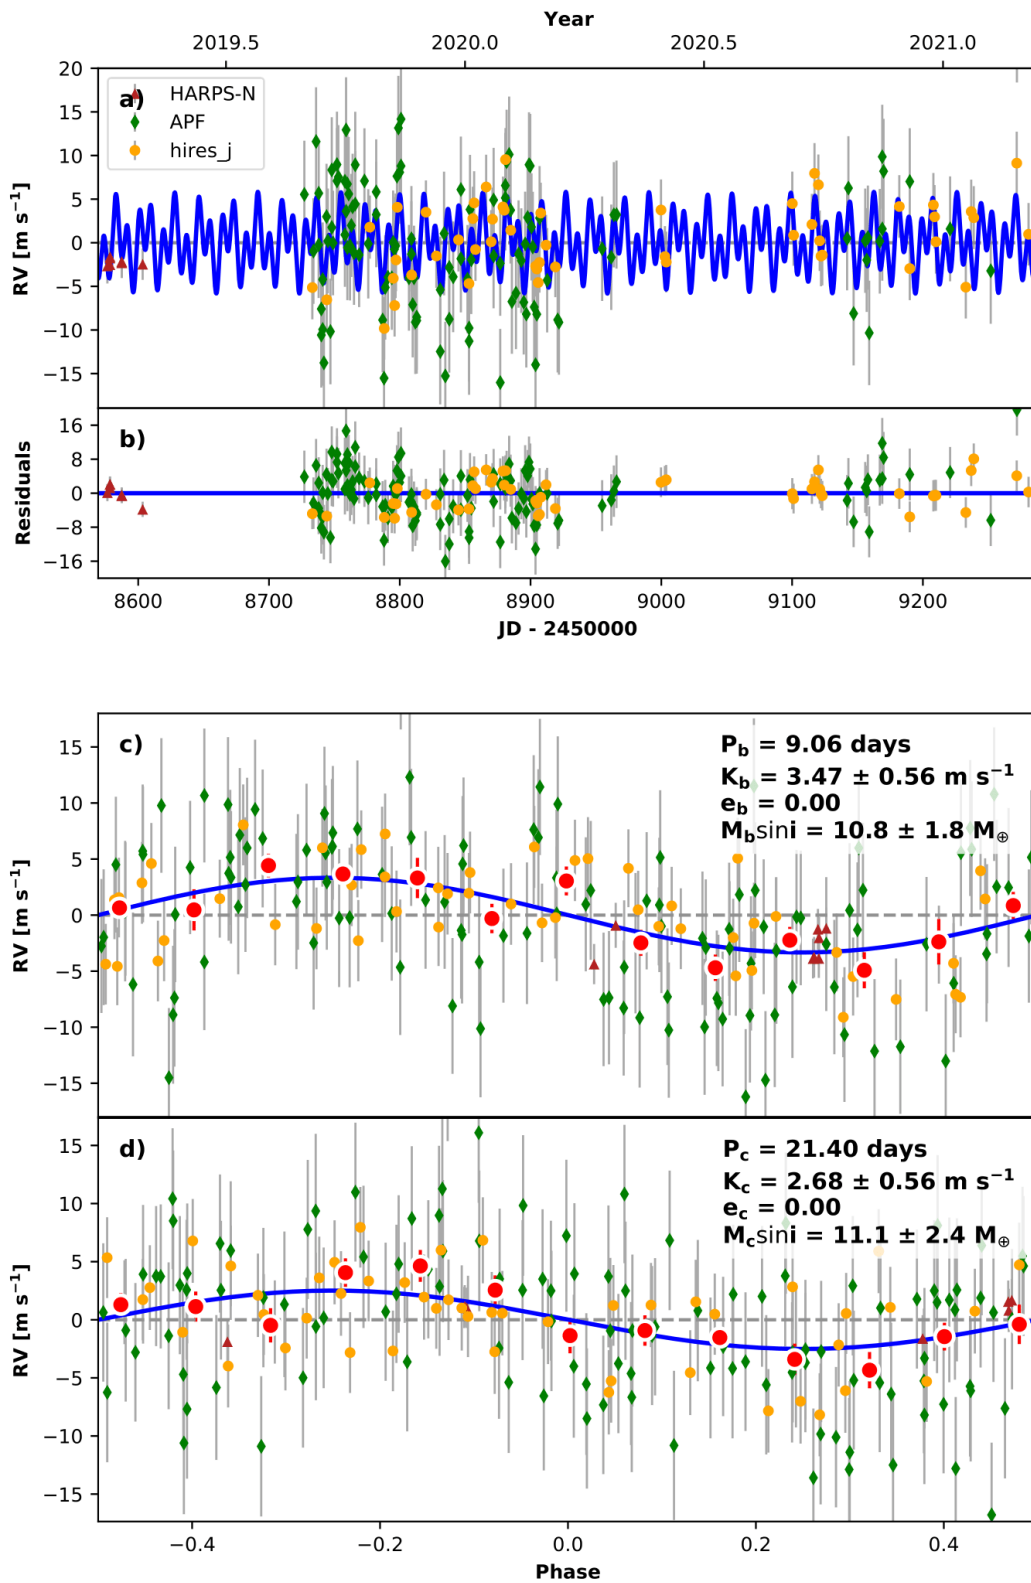 Year
2019.5 2020.0 2020.5 2021.0
a)
HARPS-N
APF
hires_j
20
15
10
5
0
−5
−10
−15
RV [m s⁻¹]
b)
16
8
0
−8
−16
Residuals
8600 8700 8800 8900 9000 9100 9200
JD - 2450000
c)
P_b = 9.06 days
K_b = 3.47 ± 0.56 m s⁻¹
e_b = 0.00
M_b sini = 10.8 ± 1.8 M⊕
15
10
5
0
−5
−10
−15
RV [m s⁻¹]
d)
P_c = 21.40 days
K_c = 2.68 ± 0.56 m s⁻¹
e_c = 0.00
M_c sini = 11.1 ± 2.4 M⊕
15
10
5
0
−5
−10
−15
RV [m s⁻¹]
−0.4 −0.2 0.0 0.2 0.4
Phase